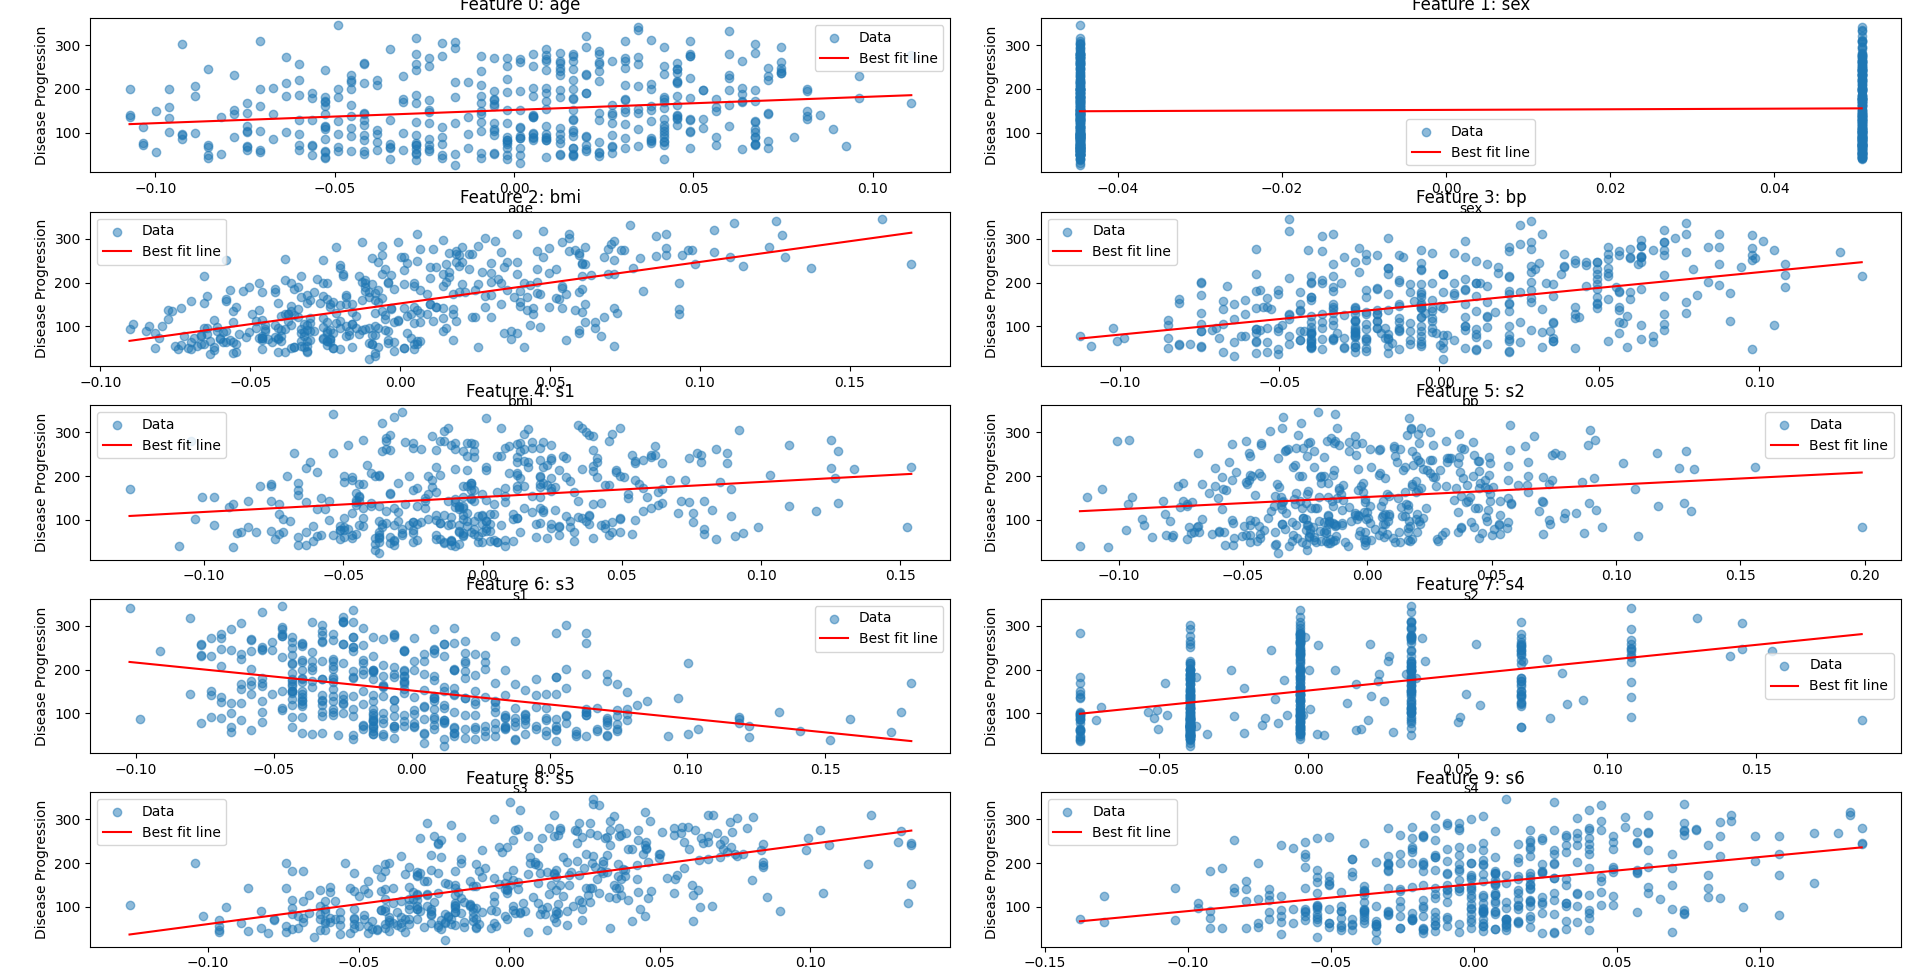 Feature 0: age
Disease Progression
300
200
100
Data
Best fit line
−0.10
−0.05
0.00
0.05
0.10
age
Feature 1: sex
Disease Progression
300
200
100
Data
Best fit line
−0.04
−0.02
0.00
0.02
0.04
sex
Feature 2: bmi
Disease Progression
300
200
100
Data
Best fit line
−0.10
−0.05
0.00
0.05
0.10
0.15
bmi
Feature 3: bp
Disease Progression
300
200
100
Data
Best fit line
−0.10
−0.05
0.00
0.05
0.10
bp
Feature 4: s1
Disease Progression
300
200
100
Data
Best fit line
−0.10
−0.05
0.00
0.05
0.10
0.15
s1
Feature 5: s2
Disease Progression
300
200
100
Data
Best fit line
−0.10
−0.05
0.00
0.05
0.10
0.15
0.20
s2
Feature 6: s3
Disease Progression
300
200
100
Data
Best fit line
−0.10
−0.05
0.00
0.05
0.10
0.15
s3
Feature 7: s4
Disease Progression
300
200
100
Data
Best fit line
−0.05
0.00
0.05
0.10
0.15
s4
Feature 8: s5
Disease Progression
300
200
100
Data
Best fit line
−0.10
−0.05
0.00
0.05
0.10
Feature 9: s6
Disease Progression
300
200
100
Data
Best fit line
−0.15
−0.10
−0.05
0.00
0.05
0.10